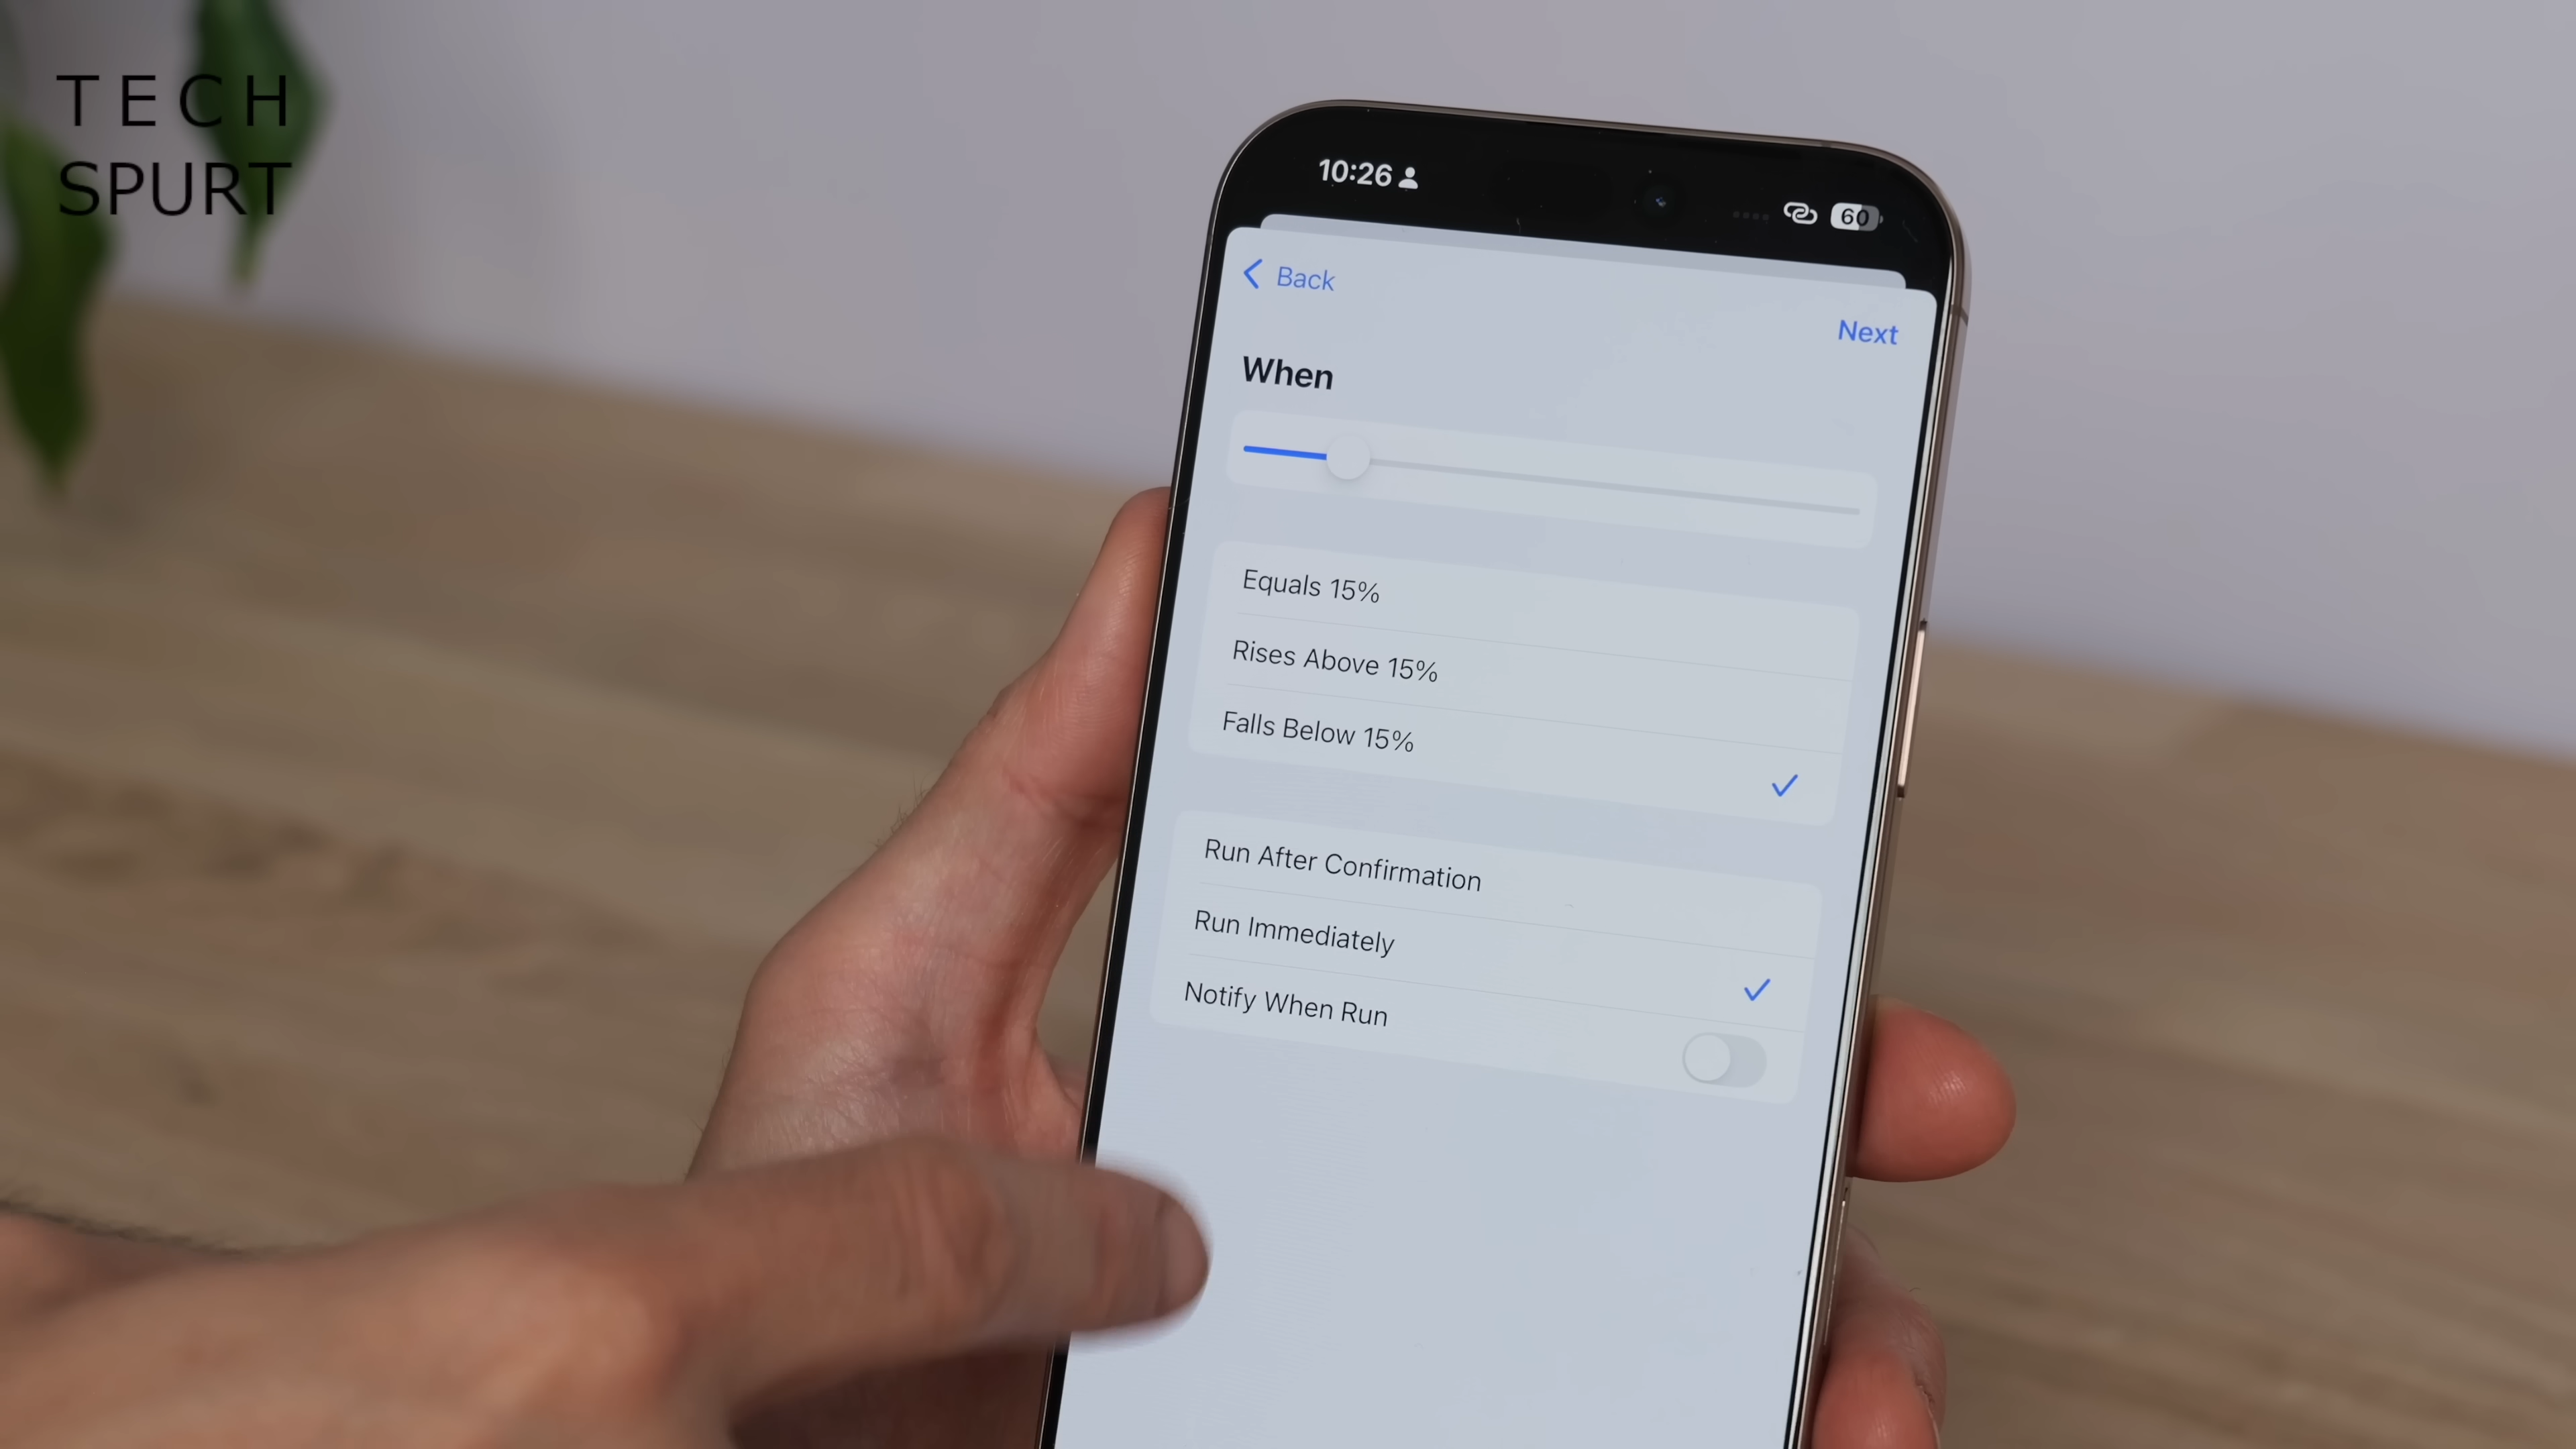 TECH
SPURT
10:26
60
Back
Next
When
Equals 15%
Rises Above 15%
Falls Below 15%
Run After Confirmation
Run Immediately
Notify When Run